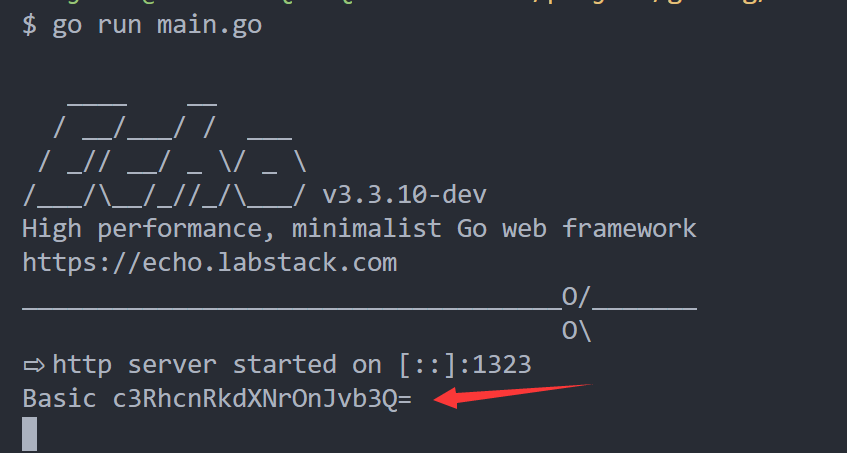 $ go run main.go
   ____    __
  / __/___/ /  ___
 / _// __/ _ \/ _ \
/___/\__/_//_/\___/ v3.3.10-dev
High performance, minimalist Go web framework
https://echo.labstack.com
____________________________________O/_______
                                    O\
⇨ http server started on [::]:1323
Basic c3RhcnRkdXNrOnJvb3Q=